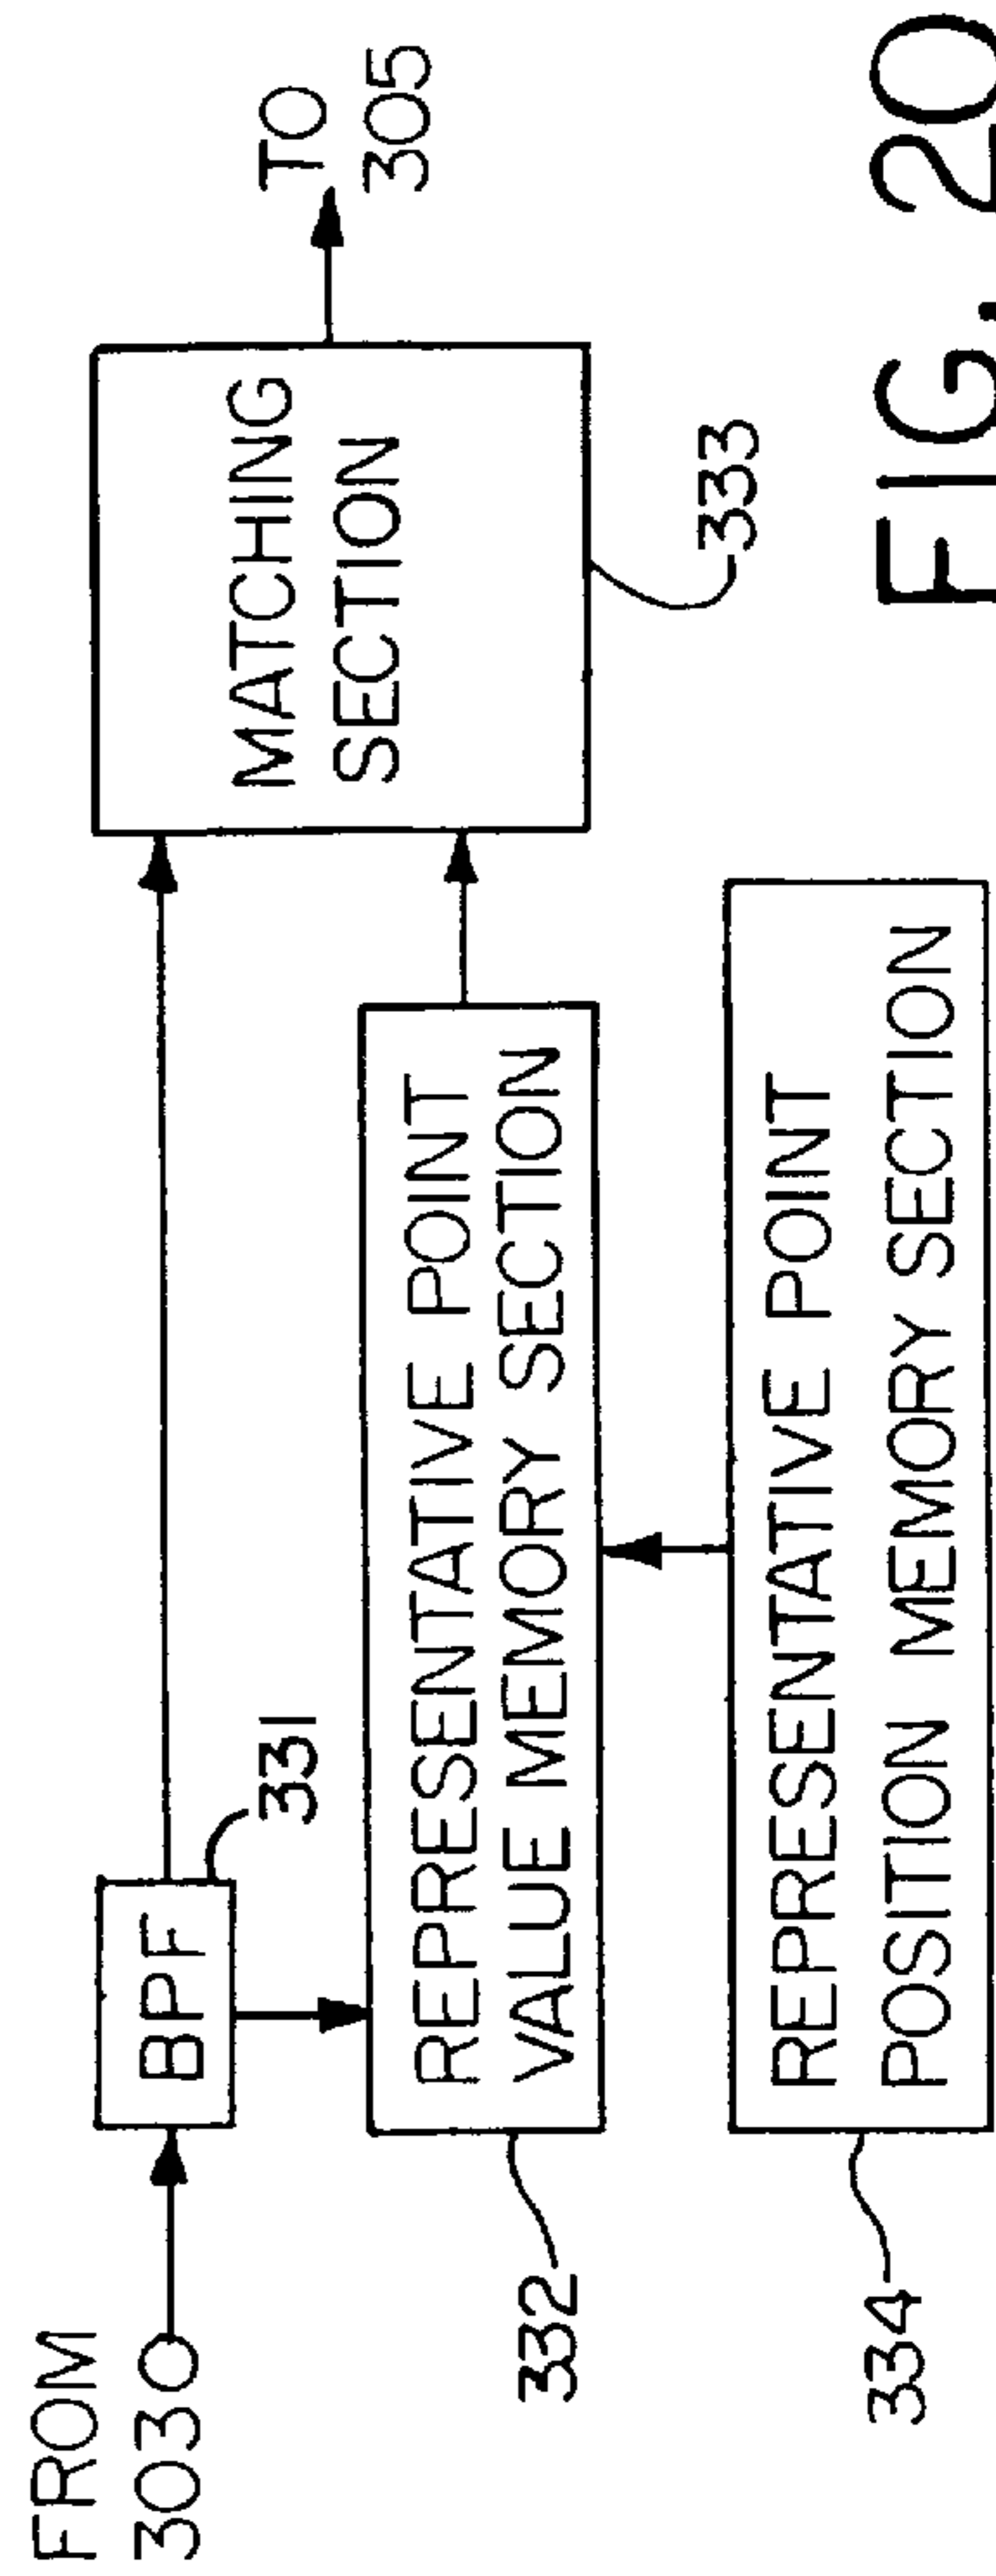 FROM
303
BPF
331
MATCHING
SECTION
TO
305
333
REPRESENTATIVE POINT
VALUE MEMORY SECTION
332
REPRESENTATIVE POINT
POSITION MEMORY SECTION
334
FIG. 20